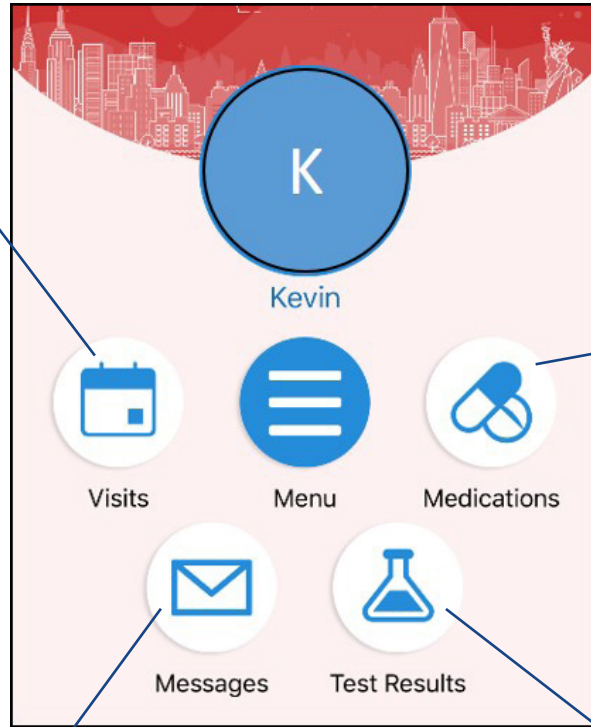 K
Kevin
Visits
Menu
Medications
Messages
Test Results